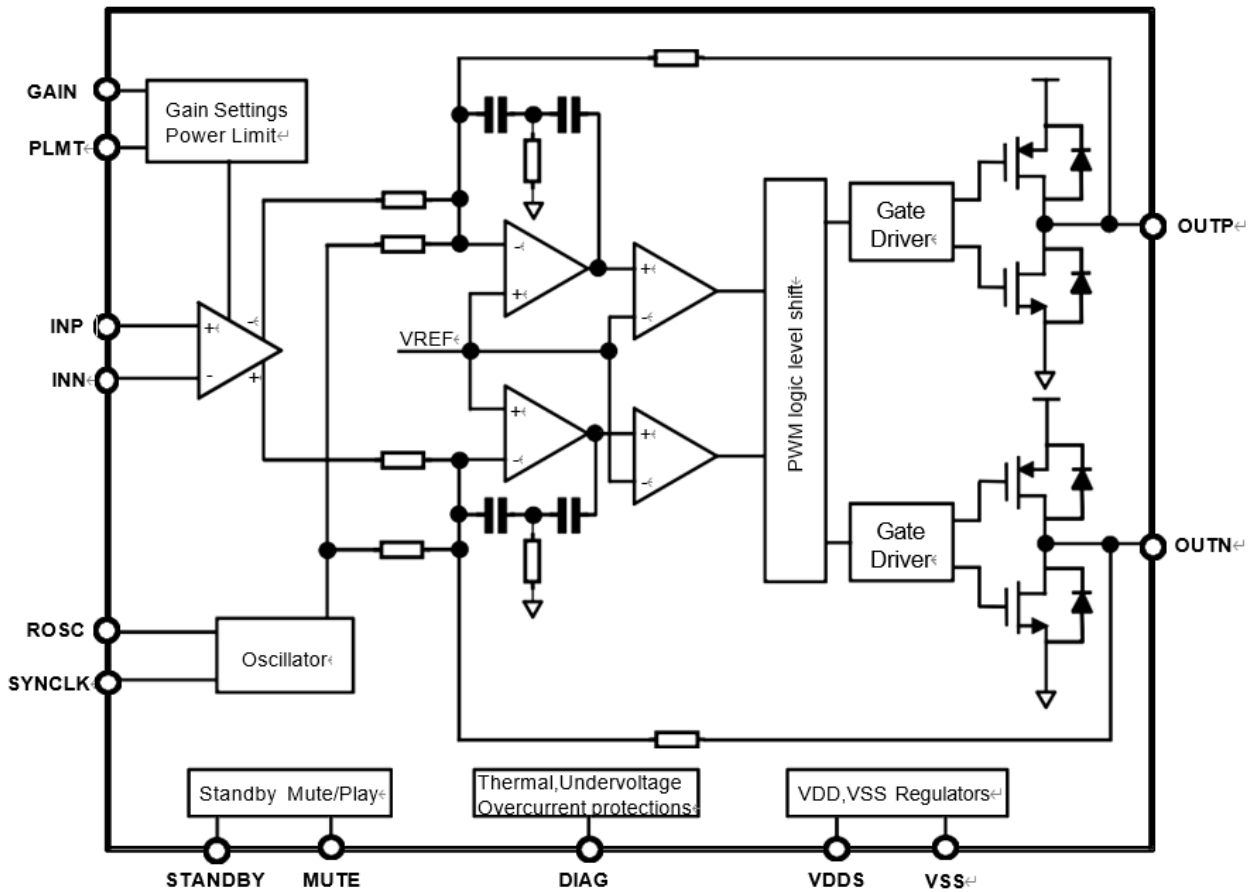 GAIN
PLMT
Gain Settings
Power Limit↵
INP
INN
+
-
-
+
VREF
-
+
+
-
+
-
+
-
PWM logic level shift
Gate
Driver
OUTP↵
Gate
Driver
OUTN↵
ROSC
SYNCLK
Oscillator
Standby Mute/Play
Thermal,Undervoltage
Overcurrent protections
VDD,VSS Regulators↵
STANDBY
MUTE
DIAG
VDDS
VSS↵